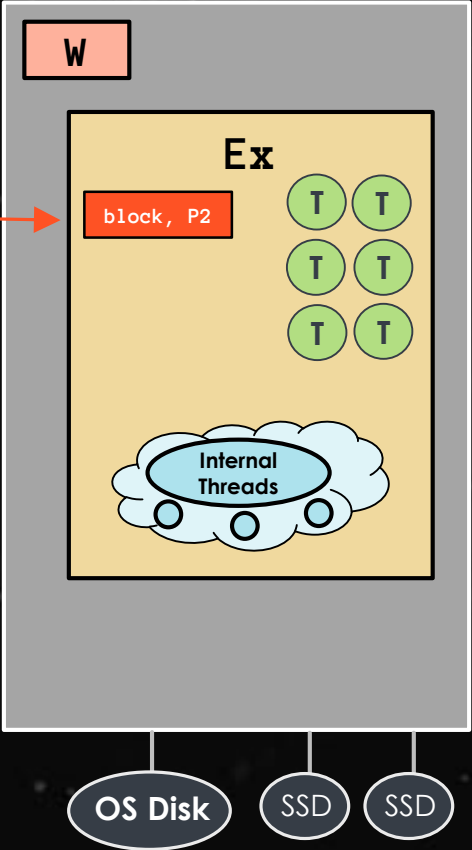 W
Ex
block, P2
T T
T T
T T
Internal
Threads
OS Disk
SSD
SSD